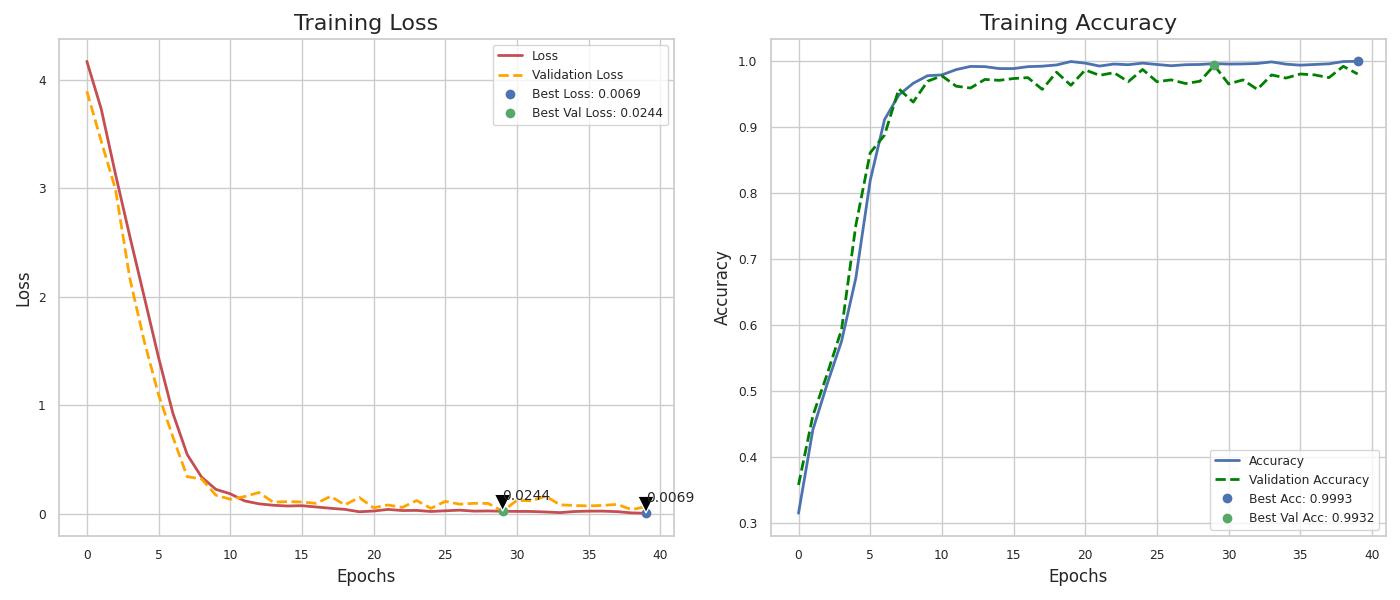 Training Loss
Loss
Validation Loss
Best Loss: 0.0069
Best Val Loss: 0.0244
4
3
2
1
0
Loss
0.0244
0.0069
0 5 10 15 20 25 30 35 40
Epochs
Training Accuracy
1.0
0.9
0.8
0.7
0.6
0.5
0.4
0.3
Accuracy
Accuracy
Validation Accuracy
Best Acc: 0.9993
Best Val Acc: 0.9932
0 5 10 15 20 25 30 35 40
Epochs